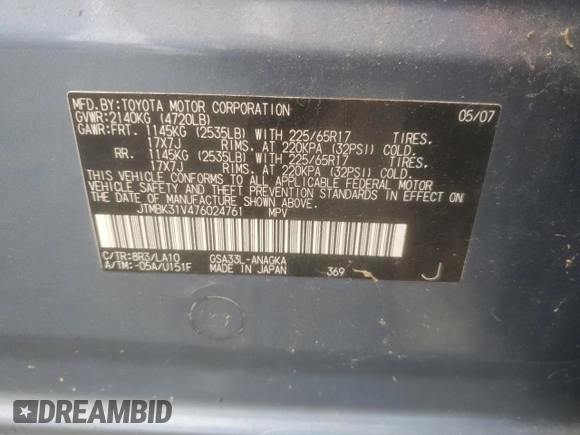 MFD.BY:TOYOTA MOTOR CORPORATION 05/07
GVWR:2140KG (4720LB)
GAWR:FRT. 1145KG (2535LB) WITH 225/65R17 TIRES.
17X7J RIMS. AT 220KPA (32PSI) COLD.
RR. 1145KG (2535LB) WITH 225/65R17 TIRES.
17X7J RIMS. AT 220KPA (32PSI) COLD.
THIS VEHICLE CONFORMS TO ALL APPLICABLE FEDERAL MOTOR
VEHICLE SAFETY AND THEFT PREVENTION STANDARDS IN EFFECT ON
THE DATE OF MANUFACTURE SHOWN ABOVE.
JTMBK31V476024761 MPV
C/TR:8R3/LA10 GSA33L-ANAGKA
A/TM:-05A/U151F MADE IN JAPAN 369 J
DREAMBID